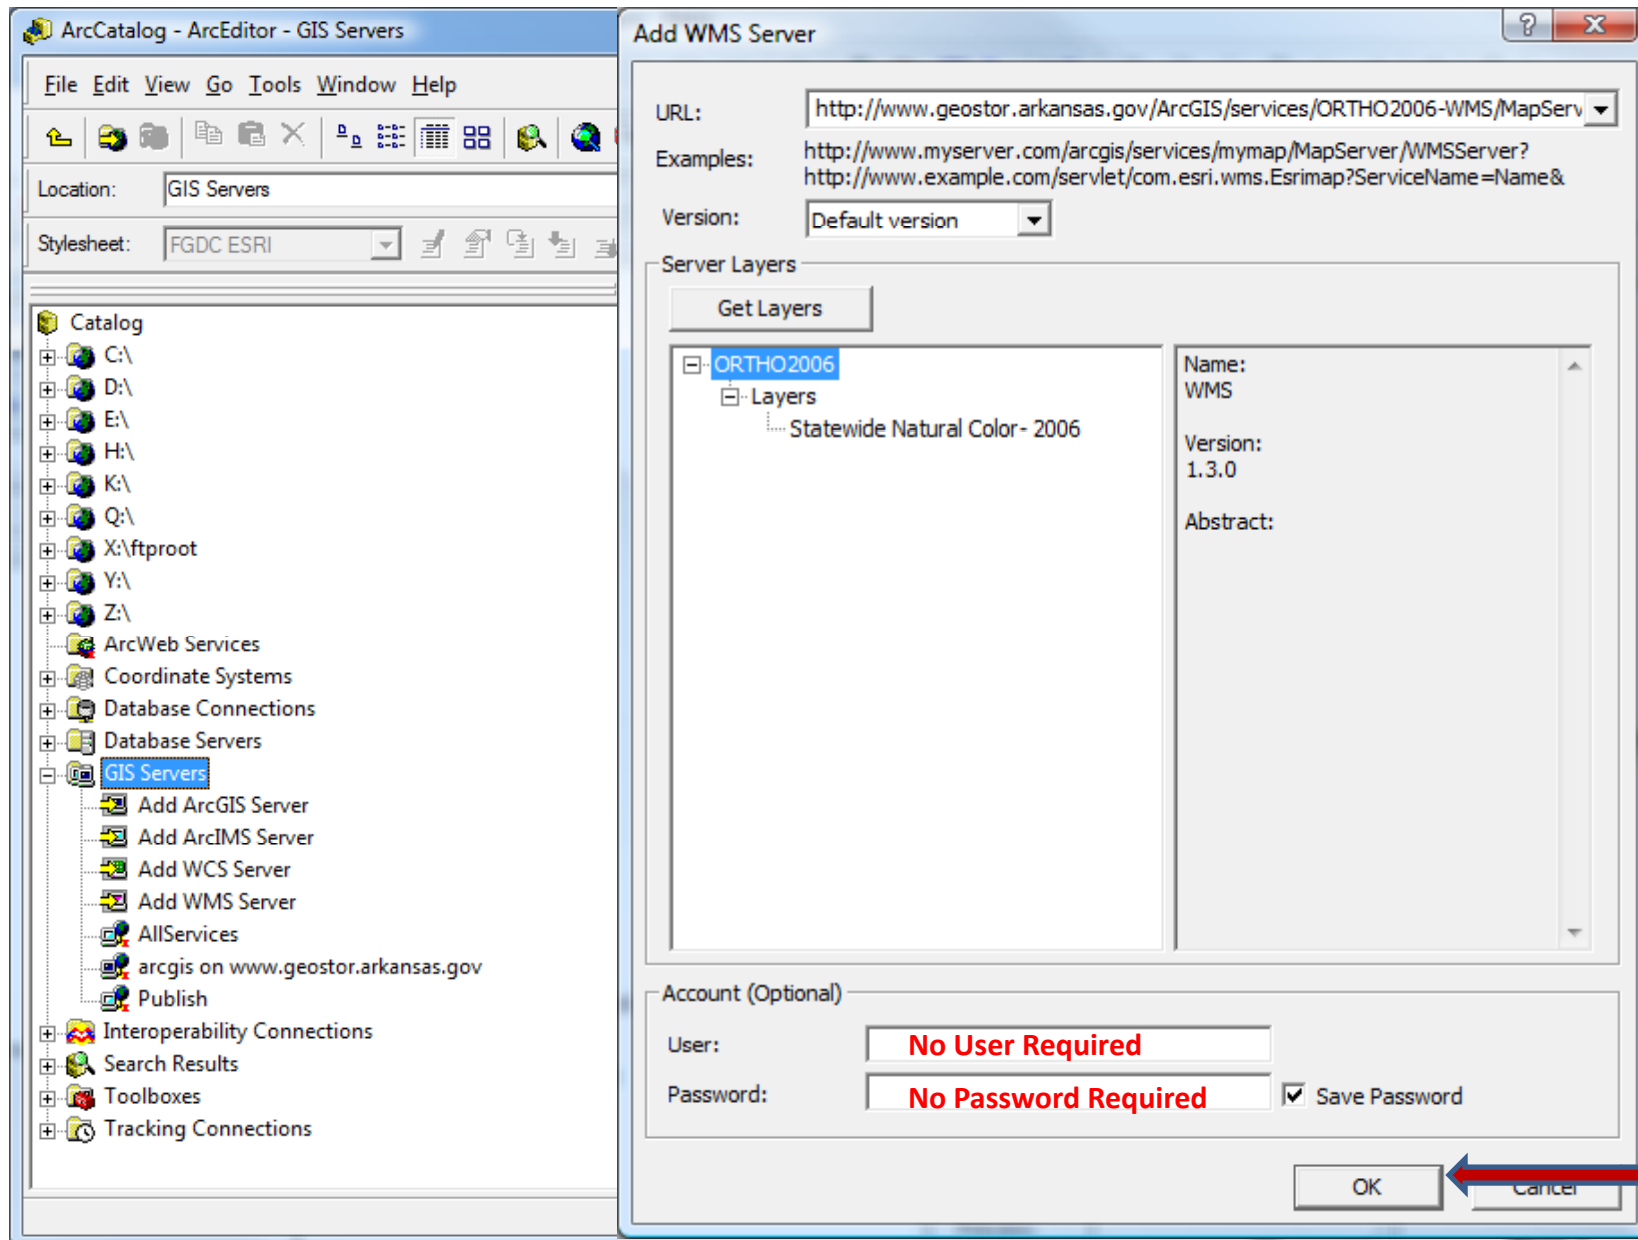 ArcCatalog - ArcEditor - GIS Servers
File Edit View Go Tools Window Help
Location: GIS Servers
Stylesheet: FGDC ESRI
Catalog
C:\
D:\
E:\
H:\
K:\
Q:\
X:\ftproot
Y:\
Z:\
ArcWeb Services
Coordinate Systems
Database Connections
Database Servers
GIS Servers
Add ArcGIS Server
Add ArcIMS Server
Add WCS Server
Add WMS Server
AllServices
arcgis on www.geostor.arkansas.gov
Publish
Interoperability Connections
Search Results
Toolboxes
Tracking Connections
Add WMS Server
URL: http://www.geostor.arkansas.gov/ArcGIS/services/ORTHO2006-WMS/MapServ
Examples: http://www.myserver.com/arcgis/services/mymap/MapServer/WMSServer?
http://www.example.com/servlet/com.esri.wms.Esrimap?ServiceName=Name&
Version: Default version
Server Layers
Get Layers
ORTHO2006
Layers
Statewide Natural Color- 2006
Name:
WMS
Version:
1.3.0
Abstract:
Account (Optional)
User: No User Required
Password: No Password Required Save Password
OK Cancel